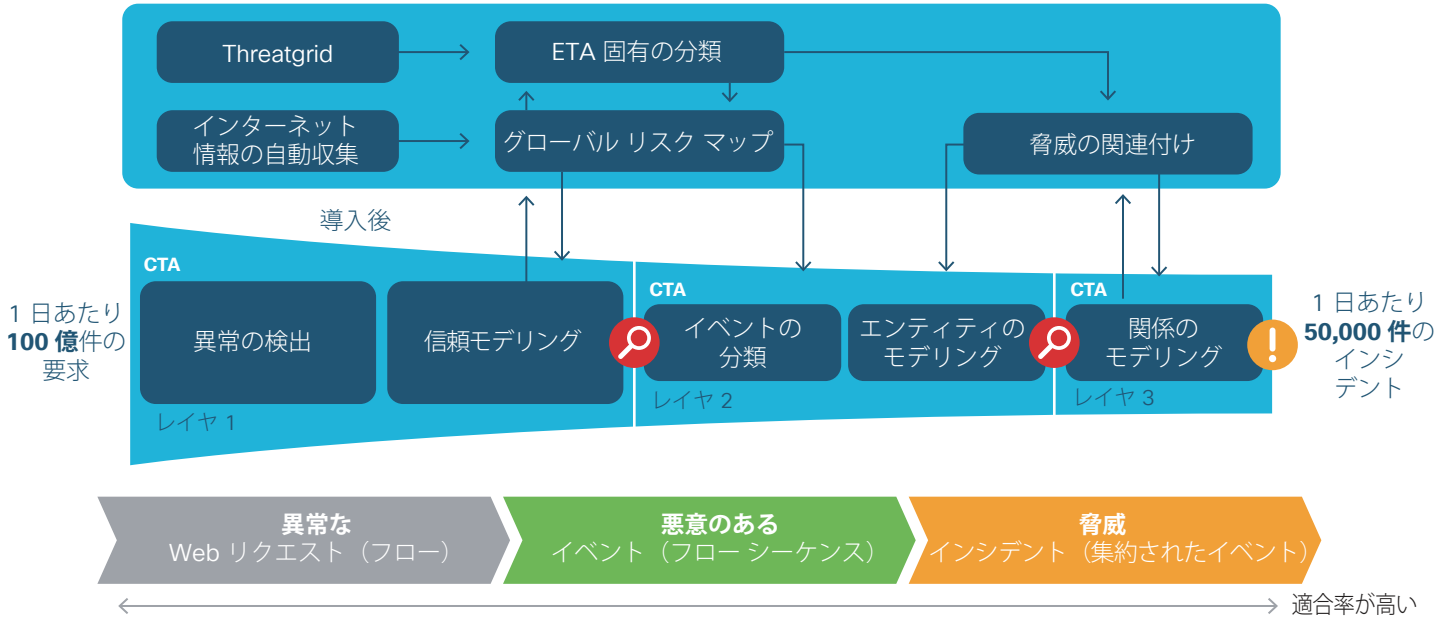 Threatgrid
ETA 固有の分類
インターネット
情報の自動収集
グローバル リスク マップ
脅威の関連付け
導入後
CTA
異常の検出
信頼モデリング
レイヤ 1
CTA
イベントの
分類
エンティティの
モデリング
レイヤ 2
CTA
関係の
モデリング
レイヤ 3
1 日あたり
100 億件の
要求
1 日あたり
50,000 件の
インシ
デント
異常な
Web リクエスト（フロー）
悪意のある
イベント（フロー シーケンス）
脅威
インシデント（集約されたイベント）
適合率が高い